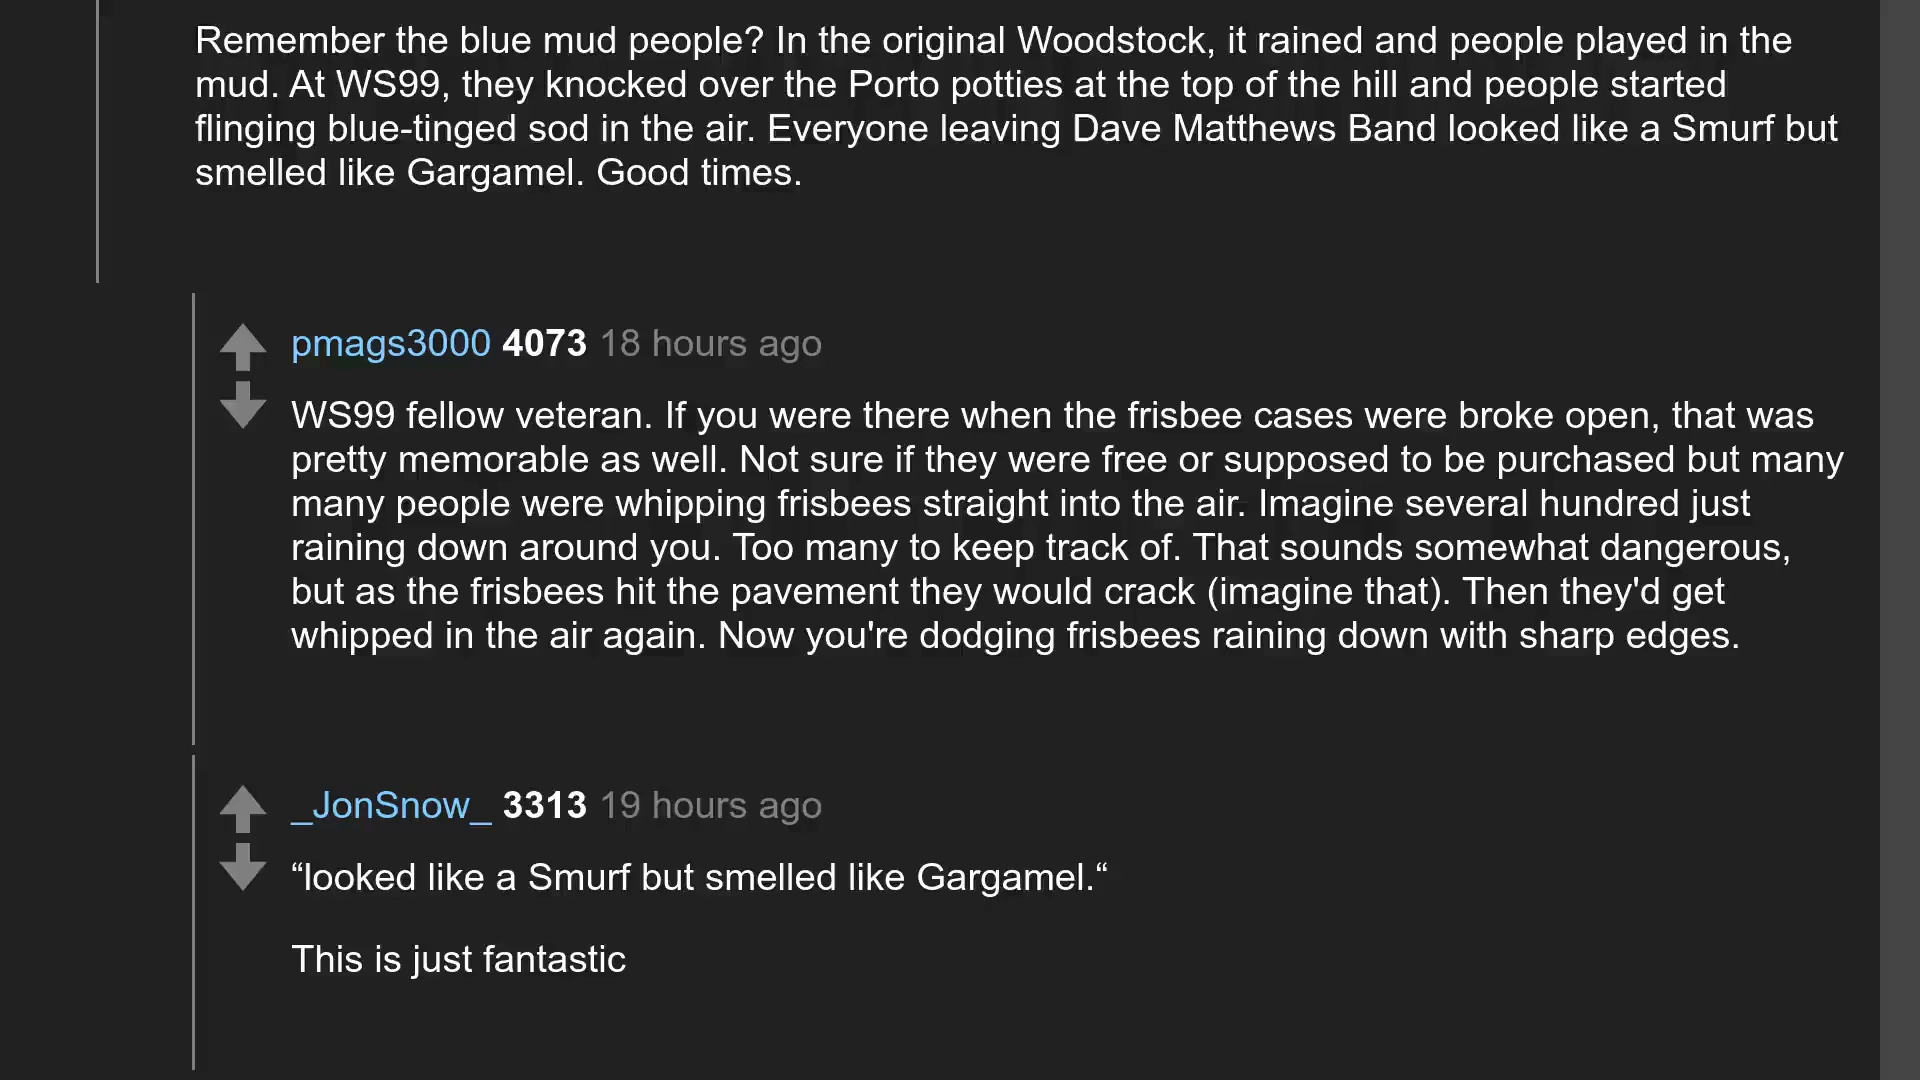 Remember the blue mud people? In the original Woodstock, it rained and people played in the
mud. At WS99, they knocked over the Porto potties at the top of the hill and people started
flinging blue-tinged sod in the air. Everyone leaving Dave Matthews Band looked like a Smurf but
smelled like Gargamel. Good times.
pmags3000 4073 18 hours ago
WS99 fellow veteran. If you were there when the frisbee cases were broke open, that was
pretty memorable as well. Not sure if they were free or supposed to be purchased but many
many people were whipping frisbees straight into the air. Imagine several hundred just
raining down around you. Too many to keep track of. That sounds somewhat dangerous,
but as the frisbees hit the pavement they would crack (imagine that). Then they'd get
whipped in the air again. Now you're dodging frisbees raining down with sharp edges.
_JonSnow_ 3313 19 hours ago
“looked like a Smurf but smelled like Gargamel.“
This is just fantastic